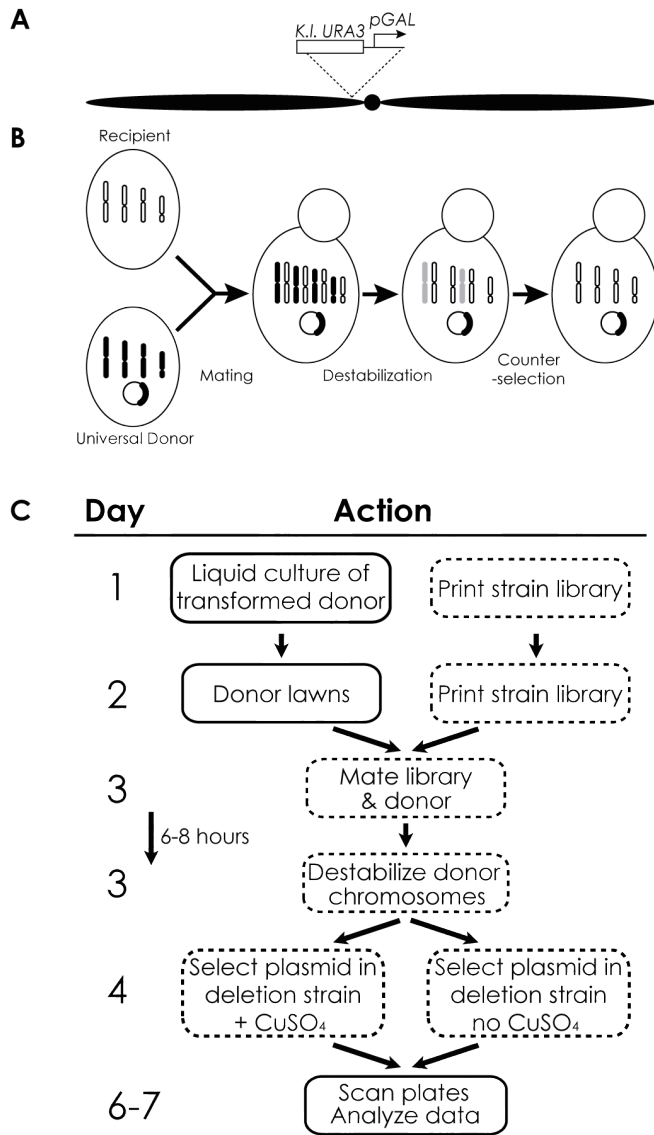 A
K.l. URA3
pGAL
B
Recipient
Universal Donor
Mating
Destabilization
Counter
-selection
C
Day
Action
1
Liquid culture of
transformed donor
Print strain library
2
Donor lawns
Print strain library
3
Mate library
& donor
6-8 hours
3
Destabilize donor
chromosomes
4
Select plasmid in
deletion strain
+ CuSO₄
Select plasmid in
deletion strain
no CuSO₄
6-7
Scan plates
Analyze data